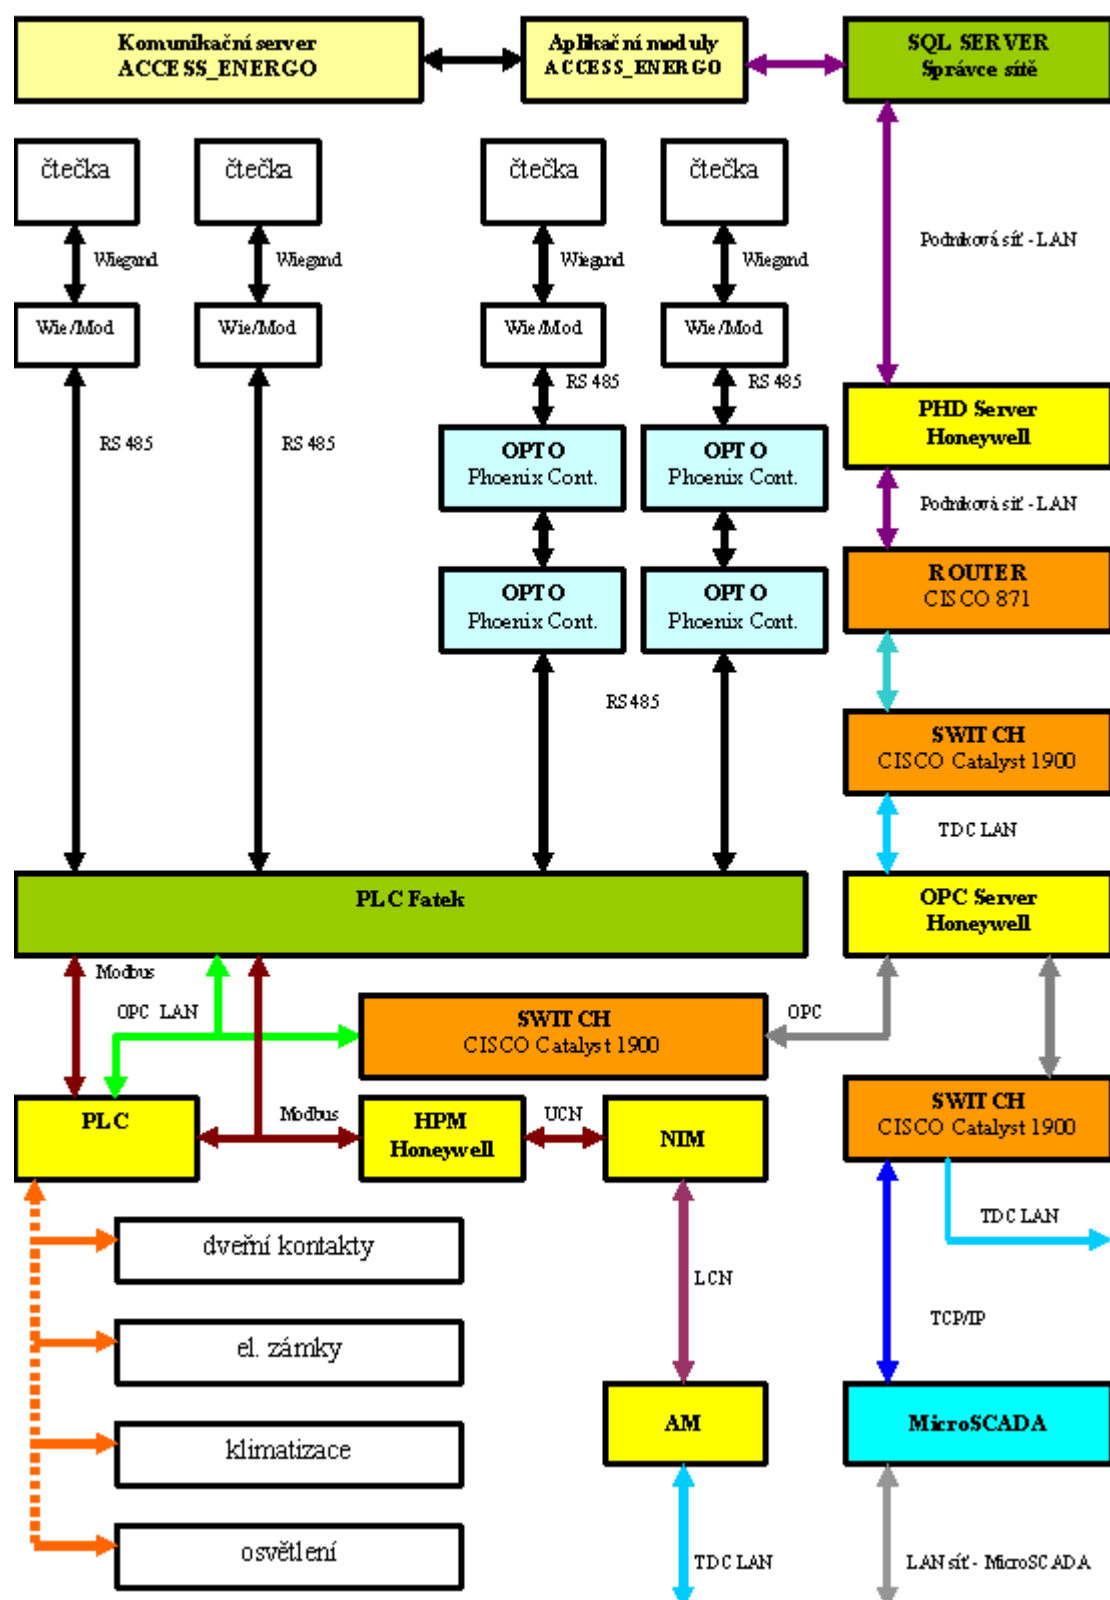 Komunikační server
ACCESS_ENERGO
Aplikační moduly
ACCESS_ENERGO
SQL SERVER
Správce sítě
čtečka
čtečka
čtečka
čtečka
Wiegand
Wiegand
Wiegand
Wiegand
Podniková síť - LAN
Wie/Mod
Wie/Mod
Wie/Mod
Wie/Mod
RS 485
RS 485
PHD Server
Honeywell
RS 485
RS 485
OPTO
Phoenix Cont.
OPTO
Phoenix Cont.
Podniková síť - LAN
OPTO
Phoenix Cont.
OPTO
Phoenix Cont.
ROUTER
CISCO 871
RS485
SWITCH
CISCO Catalyst 1900
TDC LAN
PLC Fatek
OPC Server
Honeywell
Modbus
OPC LAN
SWITCH
CISCO Catalyst 1900
OPC
PLC
Modbus
HPM
Honeywell
UCN
NIM
SWITCH
CISCO Catalyst 1900
TDC LAN
dveřní kontakty
LCN
el. zámky
TCP/IP
AM
MicroSCADA
klimatizace
osvětlení
TDC LAN
LAN síť - MicroSCADA